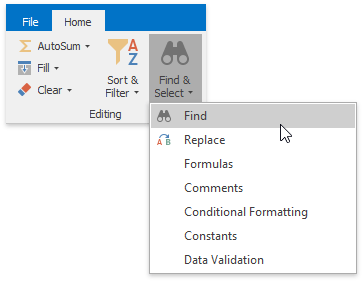 File Home
AutoSum
Fill
Clear
Sort &
Filter
Find &
Select
Editing
Find
Replace
Formulas
Comments
Conditional Formatting
Constants
Data Validation